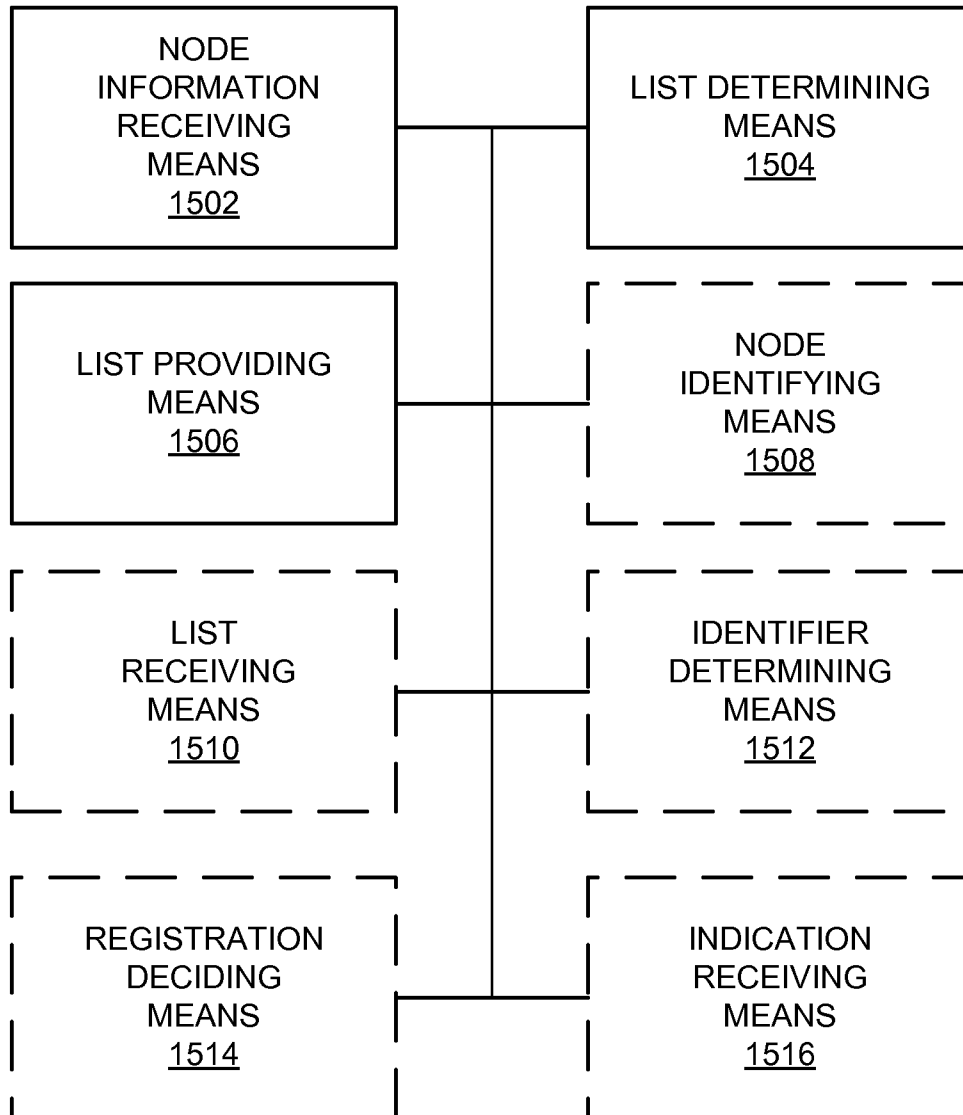 NODE
INFORMATION
RECEIVING
MEANS
1502
LIST DETERMINING
MEANS
1504
LIST PROVIDING
MEANS
1506
NODE
IDENTIFYING
MEANS
1508
LIST
RECEIVING
MEANS
1510
IDENTIFIER
DETERMINING
MEANS
1512
REGISTRATION
DECIDING
MEANS
1514
INDICATION
RECEIVING
MEANS
1516